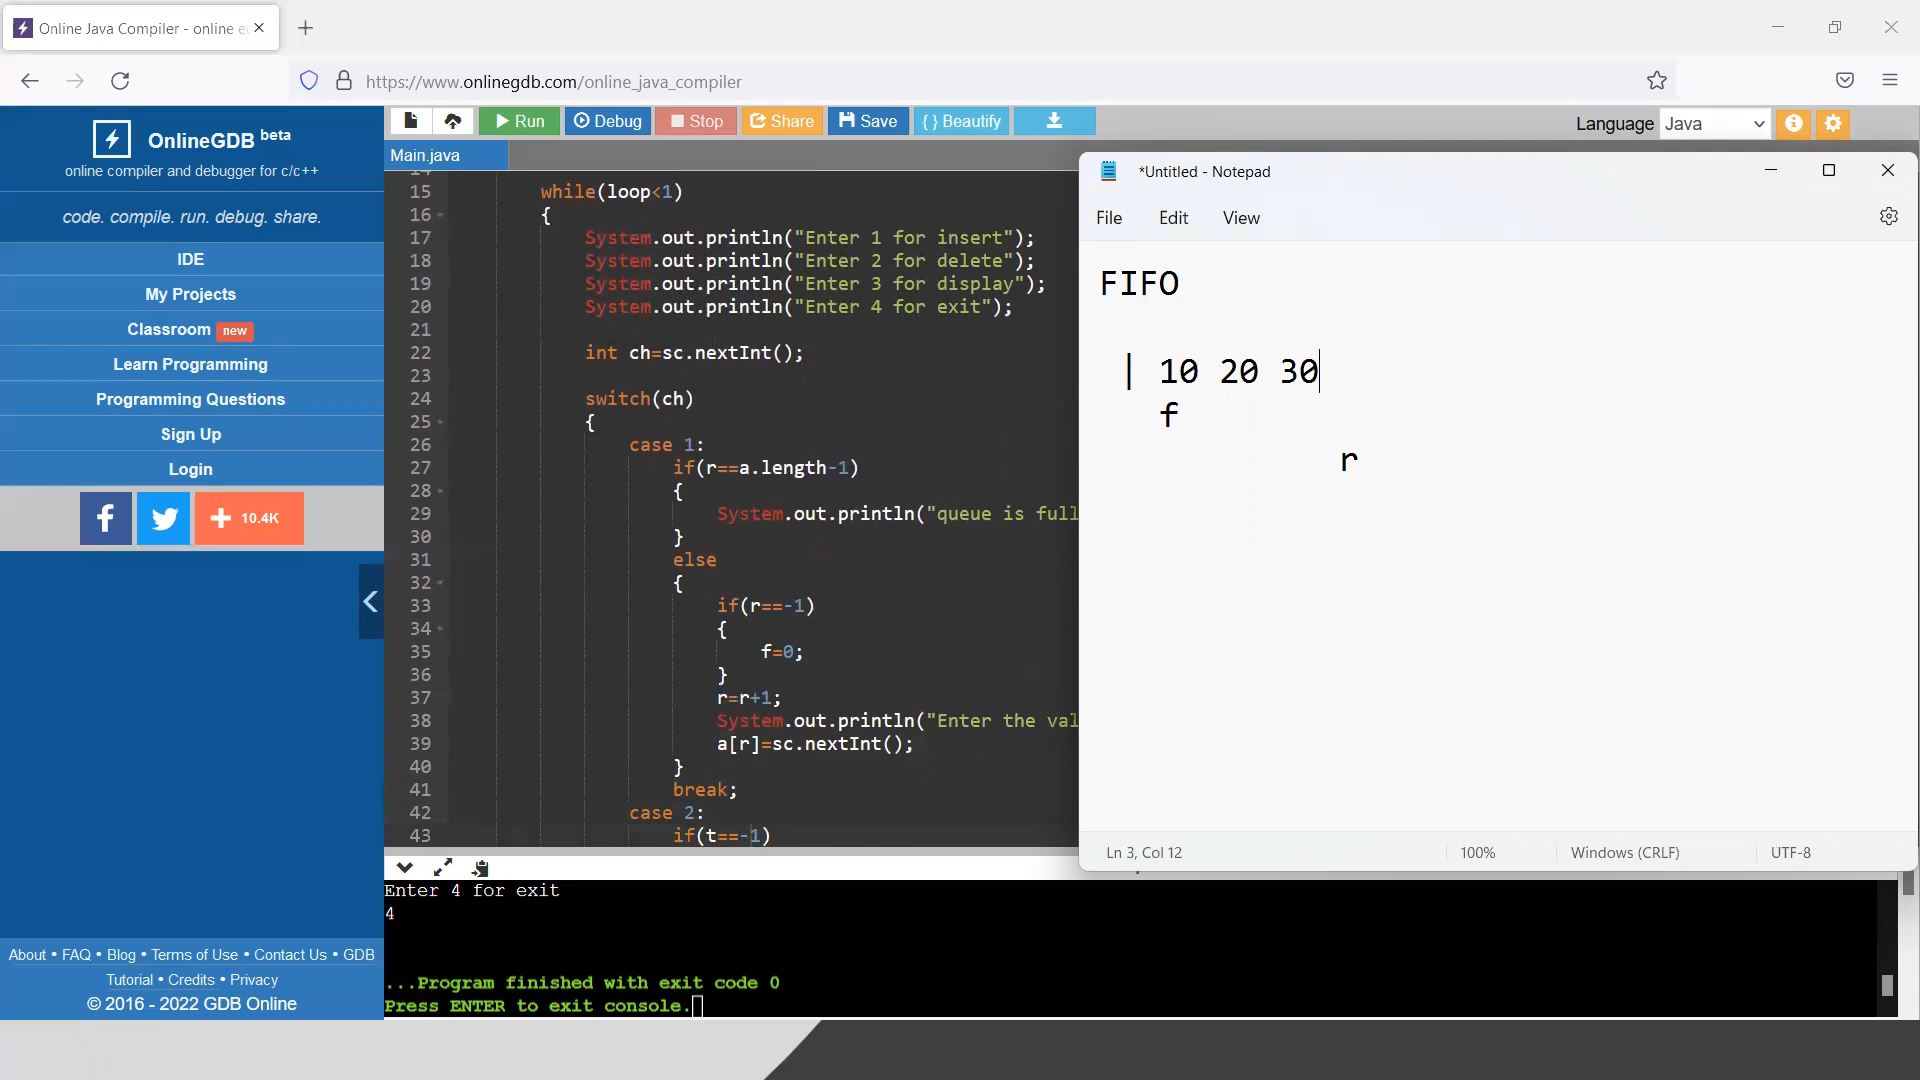 Online Java Compiler - online e
https://www.onlinegdb.com/online_java_compiler
OnlineGDB beta
online compiler and debugger for c/c++
code. compile. run. debug. share.
IDE
My Projects
Classroom new
Learn Programming
Programming Questions
Sign Up
Login
10.4K
About • FAQ • Blog • Terms of Use • Contact Us • GDB
Tutorial • Credits • Privacy
© 2016 - 2022 GDB Online
Run Debug Stop Share Save { } Beautify
Language Java
Main.java
14
15 while(loop<1)
16 {
17 System.out.println("Enter 1 for insert");
18 System.out.println("Enter 2 for delete");
19 System.out.println("Enter 3 for display");
20 System.out.println("Enter 4 for exit");
21
22 int ch=sc.nextInt();
23
24 switch(ch)
25 {
26 case 1:
27 if(r==a.length-1)
28 {
29 System.out.println("queue is full
30 }
31 else
32 {
33 if(r==-1)
34 {
35 f=0;
36 }
37 r=r+1;
38 System.out.println("Enter the val
39 a[r]=sc.nextInt();
40 }
41 break;
42 case 2:
43 if(t==-1)
Enter 4 for exit
4
...Program finished with exit code 0
Press ENTER to exit console.
*Untitled - Notepad
File Edit View
FIFO
| 10 20 30
f
r
Ln 3, Col 12 100% Windows (CRLF) UTF-8